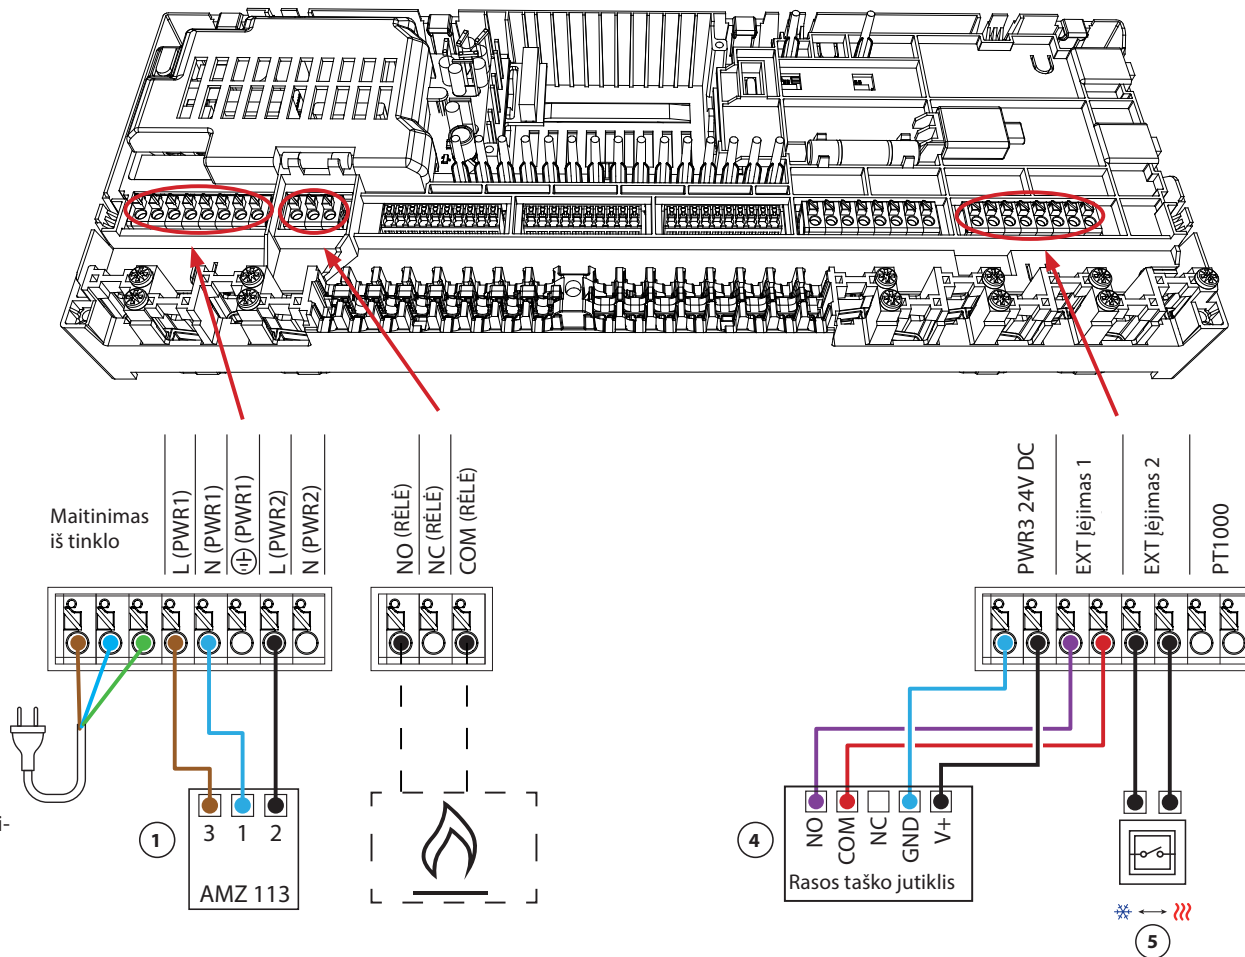 Maitinimas
iš tinklo
L (PWR1)
N (PWR1)
(PWR1)
L (PWR2)
N (PWR2)
NO (RĖLĖ)
NC (RĖLĖ)
COM (RĖLĖ)
PWR3 24V DC
EXT Įėjimas 1
EXT Įėjimas 2
PT1000
i-
1
3 1 2
AMZ 113
4
NO
COM
NC
GND
V+
Rasos taško jutiklis
5